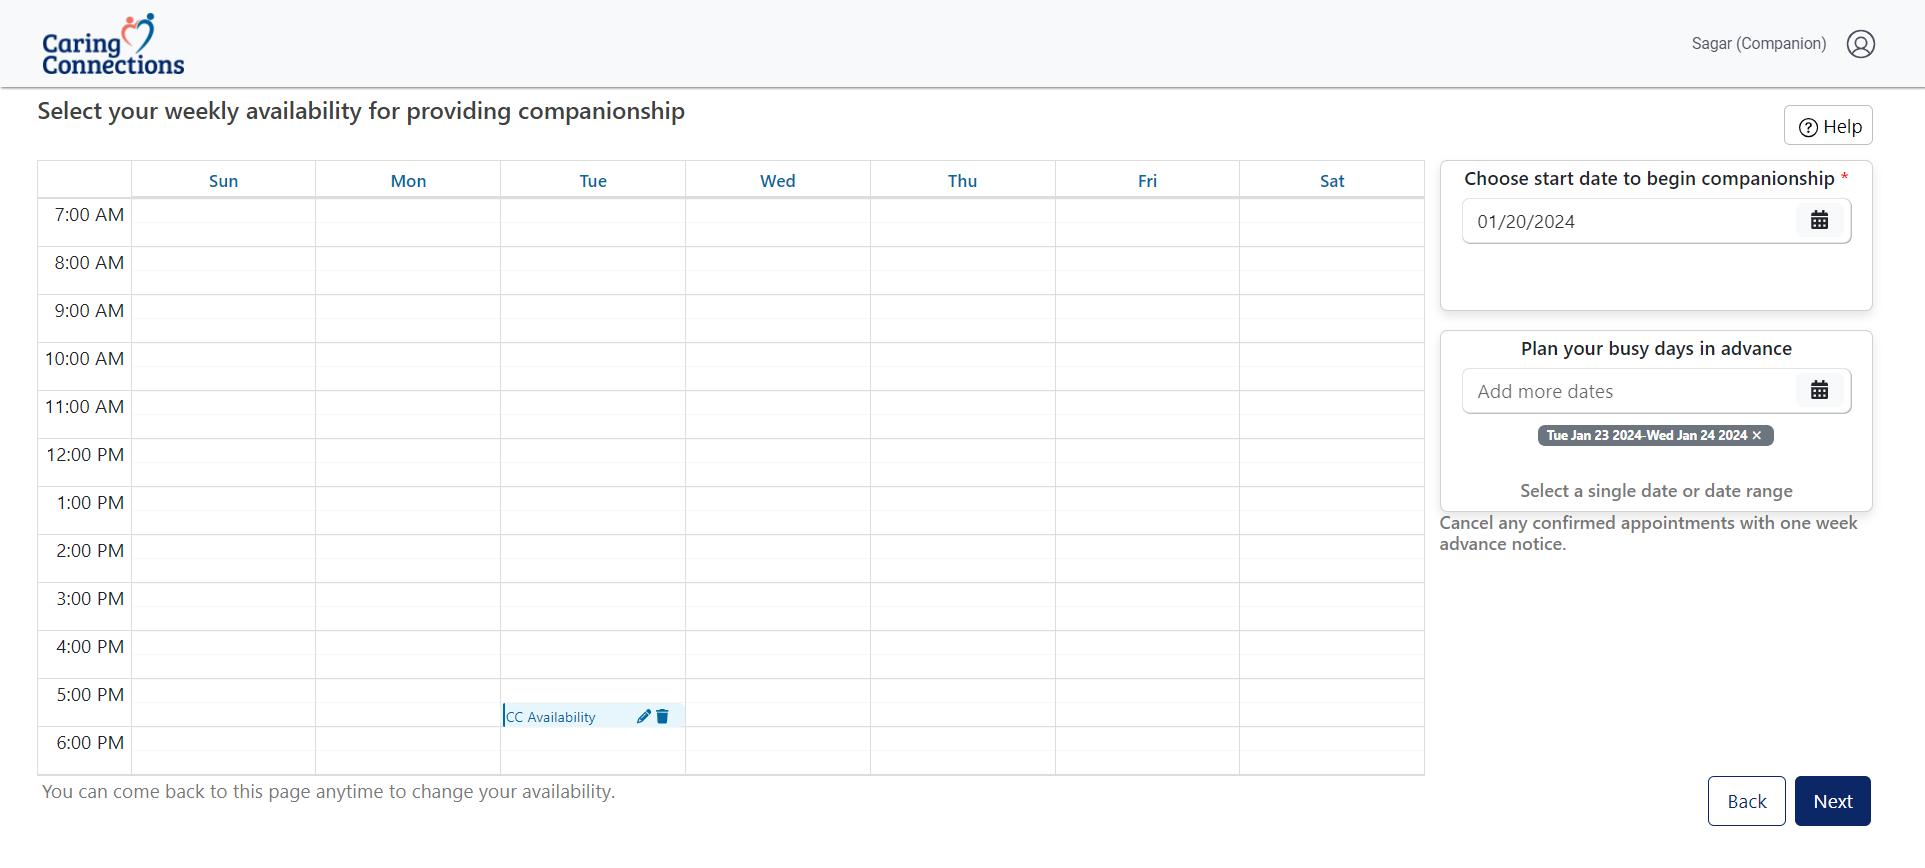 Caring
Connections
Sagar (Companion)
Select your weekly availability for providing companionship
Help
Sun Mon Tue Wed Thu Fri Sat
7:00 AM
8:00 AM
9:00 AM
10:00 AM
11:00 AM
12:00 PM
1:00 PM
2:00 PM
3:00 PM
4:00 PM
5:00 PM
CC Availability
6:00 PM
You can come back to this page anytime to change your availability.
Choose start date to begin companionship *
01/20/2024
Plan your busy days in advance
Add more dates
Tue Jan 23 2024-Wed Jan 24 2024 ×
Select a single date or date range
Cancel any confirmed appointments with one week
advance notice.
Back
Next